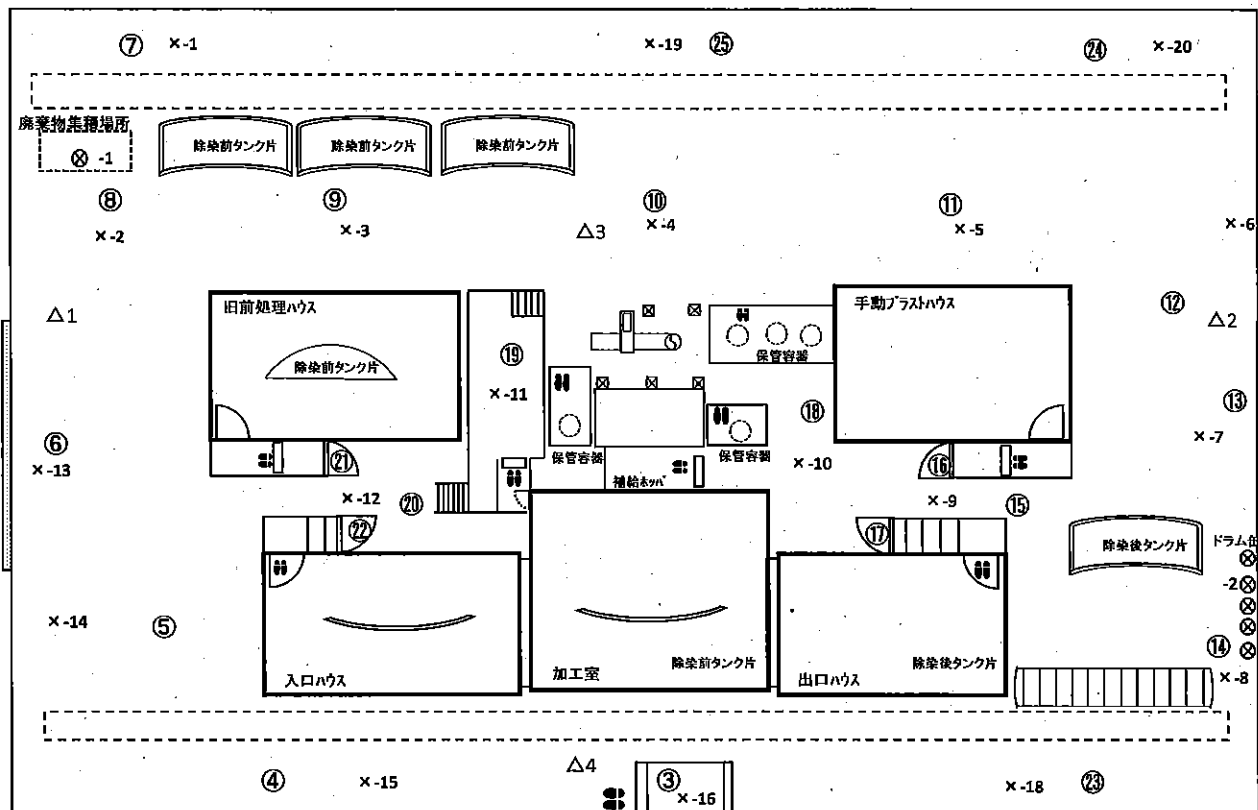 ⑦ ×-1 ×-19 ㉕ ㉔ ×-20
廃棄物集積場所
⊗ -1
除染前タンク片 除染前タンク片 除染前タンク片
⑧ ⑨ ⑩ ⑪
×-2 ×-3 △3 ×-4 ×-5 ×-6
△1 旧前処理ハウス 手動ブラストハウス ⑫ △2
保管容器
⑲
除染前タンク片
×-11 ⑱ ⑬
⑥ ×-7
保管容器 保管容器
×-13 ㉑ ×-10 ⑯
補給ホッパ
×-12 ⑳ ×-9 ⑮
㉒ ⑰
除染後タンク片 ドラム缶
-2
×-14 ⑤
⑭
入口ハウス 加工室 除染前タンク片 出口ハウス 除染後タンク片
×-8
④ ×-15 △4 ③ ×-16 ×-18 ㉓